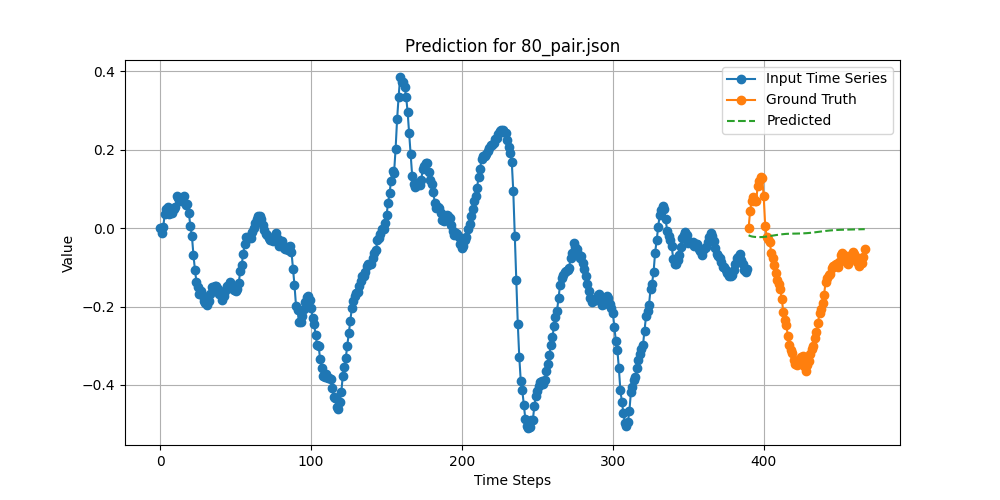 Prediction for 80_pair.json
Input Time Series
Ground Truth
Predicted
Value
0.4
0.2
0.0
−0.2
−0.4
0 100 200 300 400
Time Steps